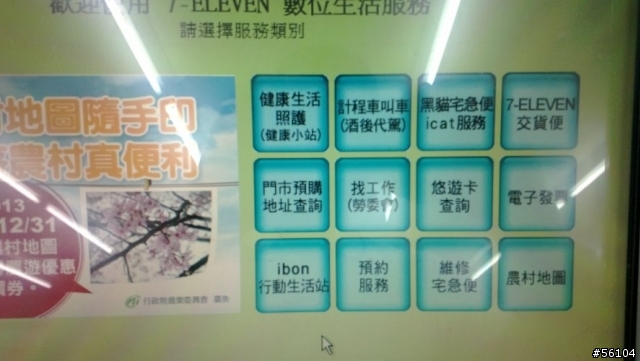 歡迎使用 7-ELEVEN 數位生活服務
請選擇服務類別
地圖隨手印
農村真便利
12/31
村地圖
遊優惠
券。
行政院農業委員會 廣告
健康生活
照護
(健康小站)
計程車叫車
(酒後代駕)
黑貓宅急便
icat服務
7-ELEVEN
交貨便
門市預購
地址查詢
找工作
(勞委會)
悠遊卡
查詢
電子發票
ibon
行動生活站
預約
服務
維修
宅急便
農村地圖
#56104